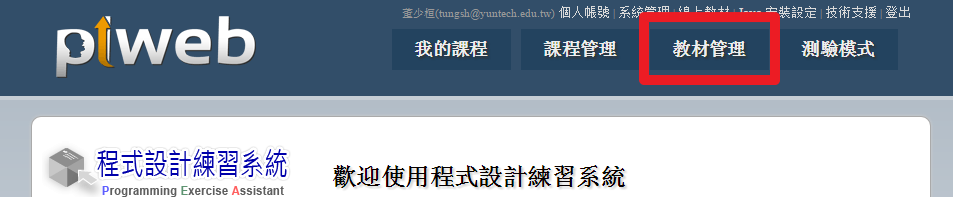 董少桓(tungsh@yuntech.edu.tw) 個人帳號 | 系統管理 | 線上教材 | Java 安裝設定 | 技術支援 | 登出
piweb
我的課程 課程管理 教材管理 測驗模式
程式設計練習系統
Programming Exercise Assistant
歡迎使用程式設計練習系統